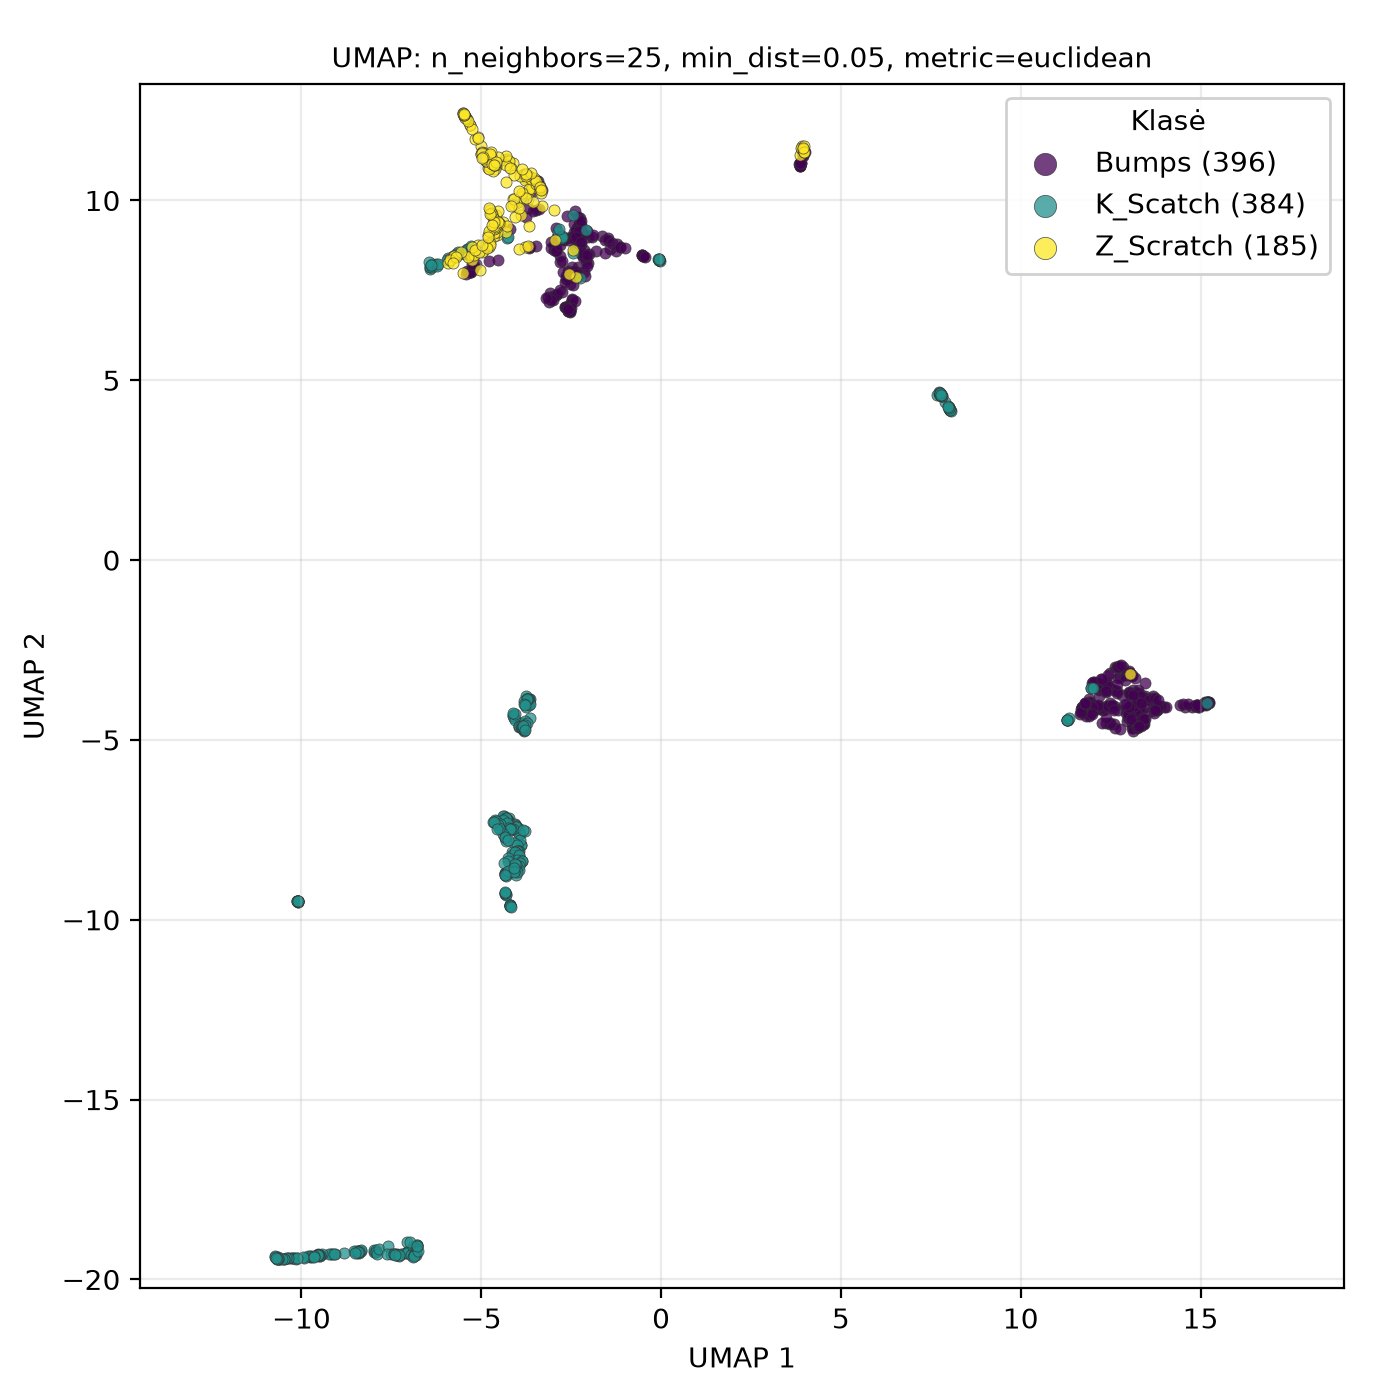 UMAP: n_neighbors=25, min_dist=0.05, metric=euclidean
Klasė
Bumps (396)
K_Scatch (384)
Z_Scratch (185)
10
5
0
−5
−10
−15
−20
UMAP 2
−10 −5 0 5 10 15
UMAP 1